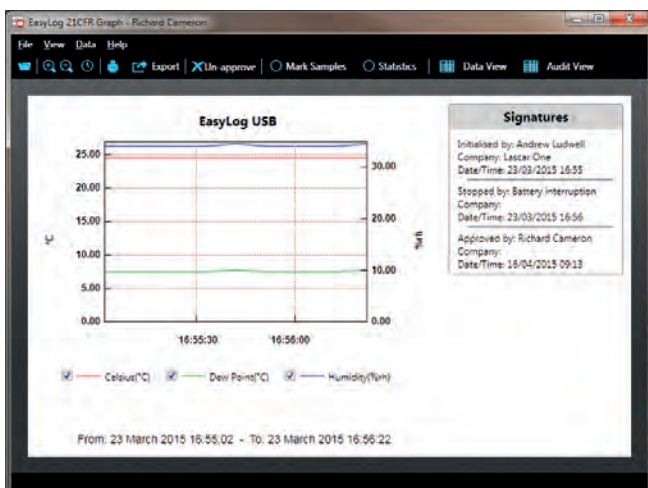 EasyLog 21CFR Graph - Richard Cameron
File View Data Help
Export Un-approve Mark Samples Statistics Data View Audit View
EasyLog USB
25.00
20.00
15.00
10.00
5.00
0.00
°C
30.00
20.00
10.00
0.00
%rh
16:55:30 16:56:00
Celsius(°C) Dew Point(°C) Humidity(%rh)
From: 23 March 2015 16:55:02 - To: 23 March 2015 16:56:22
Signatures
Initialised by: Andrew Ludwell
Company: Lascar One
Date/Time: 23/03/2015 16:55
Stopped by: Battery interruption
Company:
Date/Time: 23/03/2015 16:56
Approved by: Richard Cameron
Company:
Date/Time: 16/04/2015 09:13